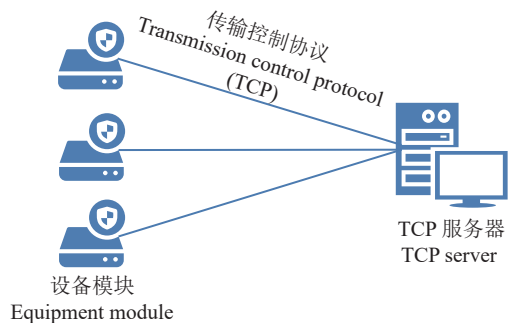 传输控制协议
Transmission control protocol
(TCP)
TCP 服务器
TCP server
设备模块
Equipment module